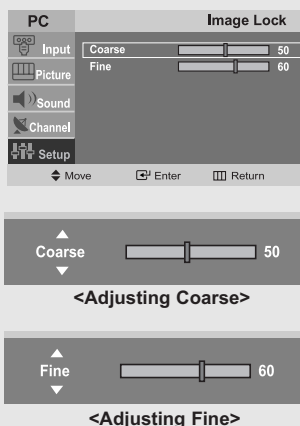 PC Image Lock
Input Coarse 50
Fine 60
Picture
Sound
Channel
Setup
Move Enter Return
Coarse 50
<Adjusting Coarse>
Fine 60
<Adjusting Fine>